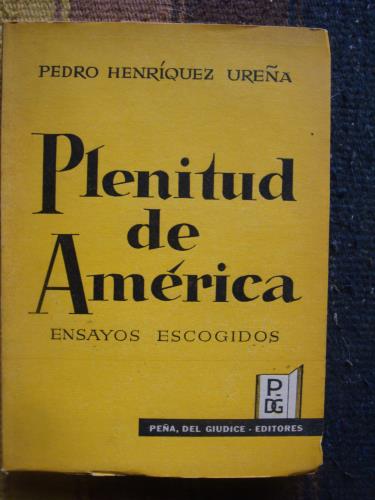 PEDRO HENRÍQUEZ UREÑA
Plenitud
de
América
ENSAYOS ESCOGIDOS
P-
DG
PEÑA, DEL GIUDICE - EDITORES